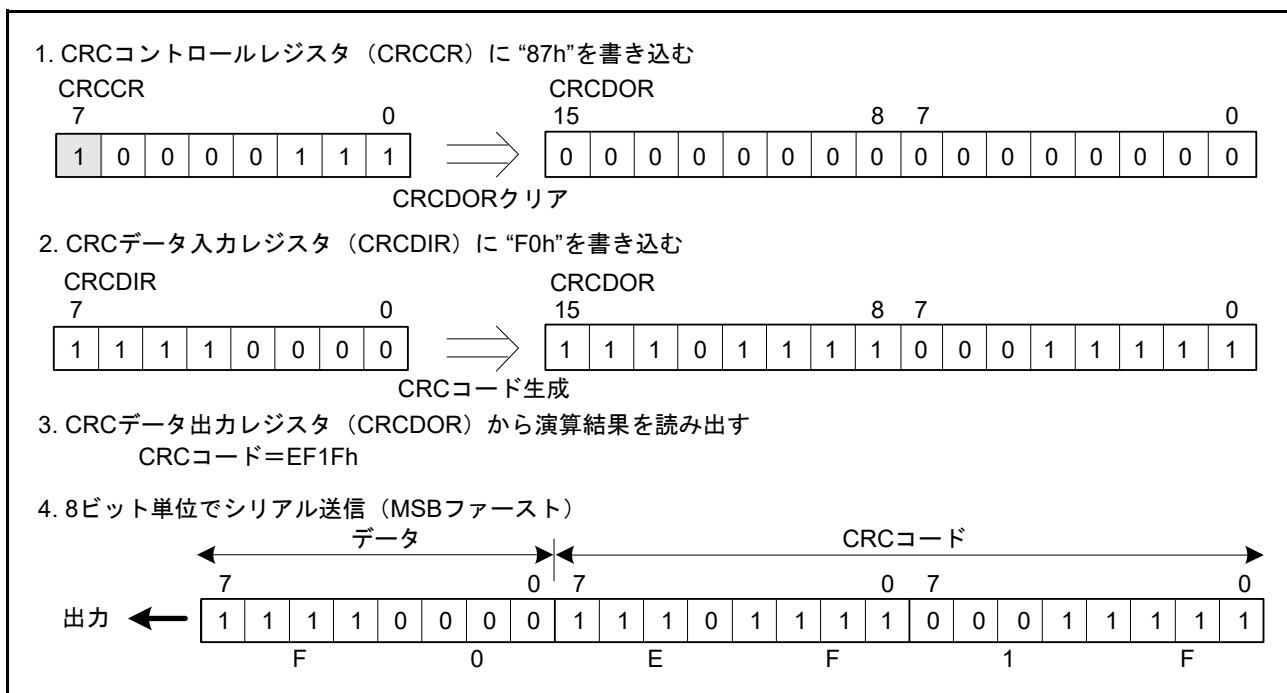 1. CRCコントロールレジスタ（CRCCR）に “87h”を書き込む
CRCCR CRCDOR
7 0 15 8 7 0
1 0 0 0 0 1 1 1 0 0 0 0 0 0 0 0 0 0 0 0 0 0 0 0
CRCDORクリア
2. CRCデータ入力レジスタ（CRCDIR）に “F0h”を書き込む
CRCDIR CRCDOR
7 0 15 8 7 0
1 1 1 1 0 0 0 0 1 1 1 0 1 1 1 1 0 0 0 1 1 1 1 1
CRCコード生成
3. CRCデータ出力レジスタ（CRCDOR）から演算結果を読み出す
CRCコード＝EF1Fh
4. 8ビット単位でシリアル送信（MSBファースト）
データ CRCコード
7 0 7 0 7 0
出力 1 1 1 1 0 0 0 0 1 1 1 0 1 1 1 1 0 0 0 1 1 1 1 1
F 0 E F 1 F